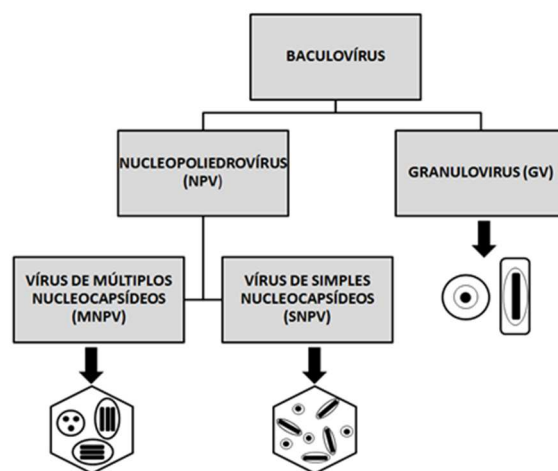 BACULOVÍRUS
NUCLEOPOLIEDROVÍRUS
(NPV)
GRANULOVIRUS (GV)
VÍRUS DE MÚLTIPLOS
NUCLEOCAPSÍDEOS
(MNPV)
VÍRUS DE SIMPLES
NUCLEOCAPSÍDEOS
(SNPV)